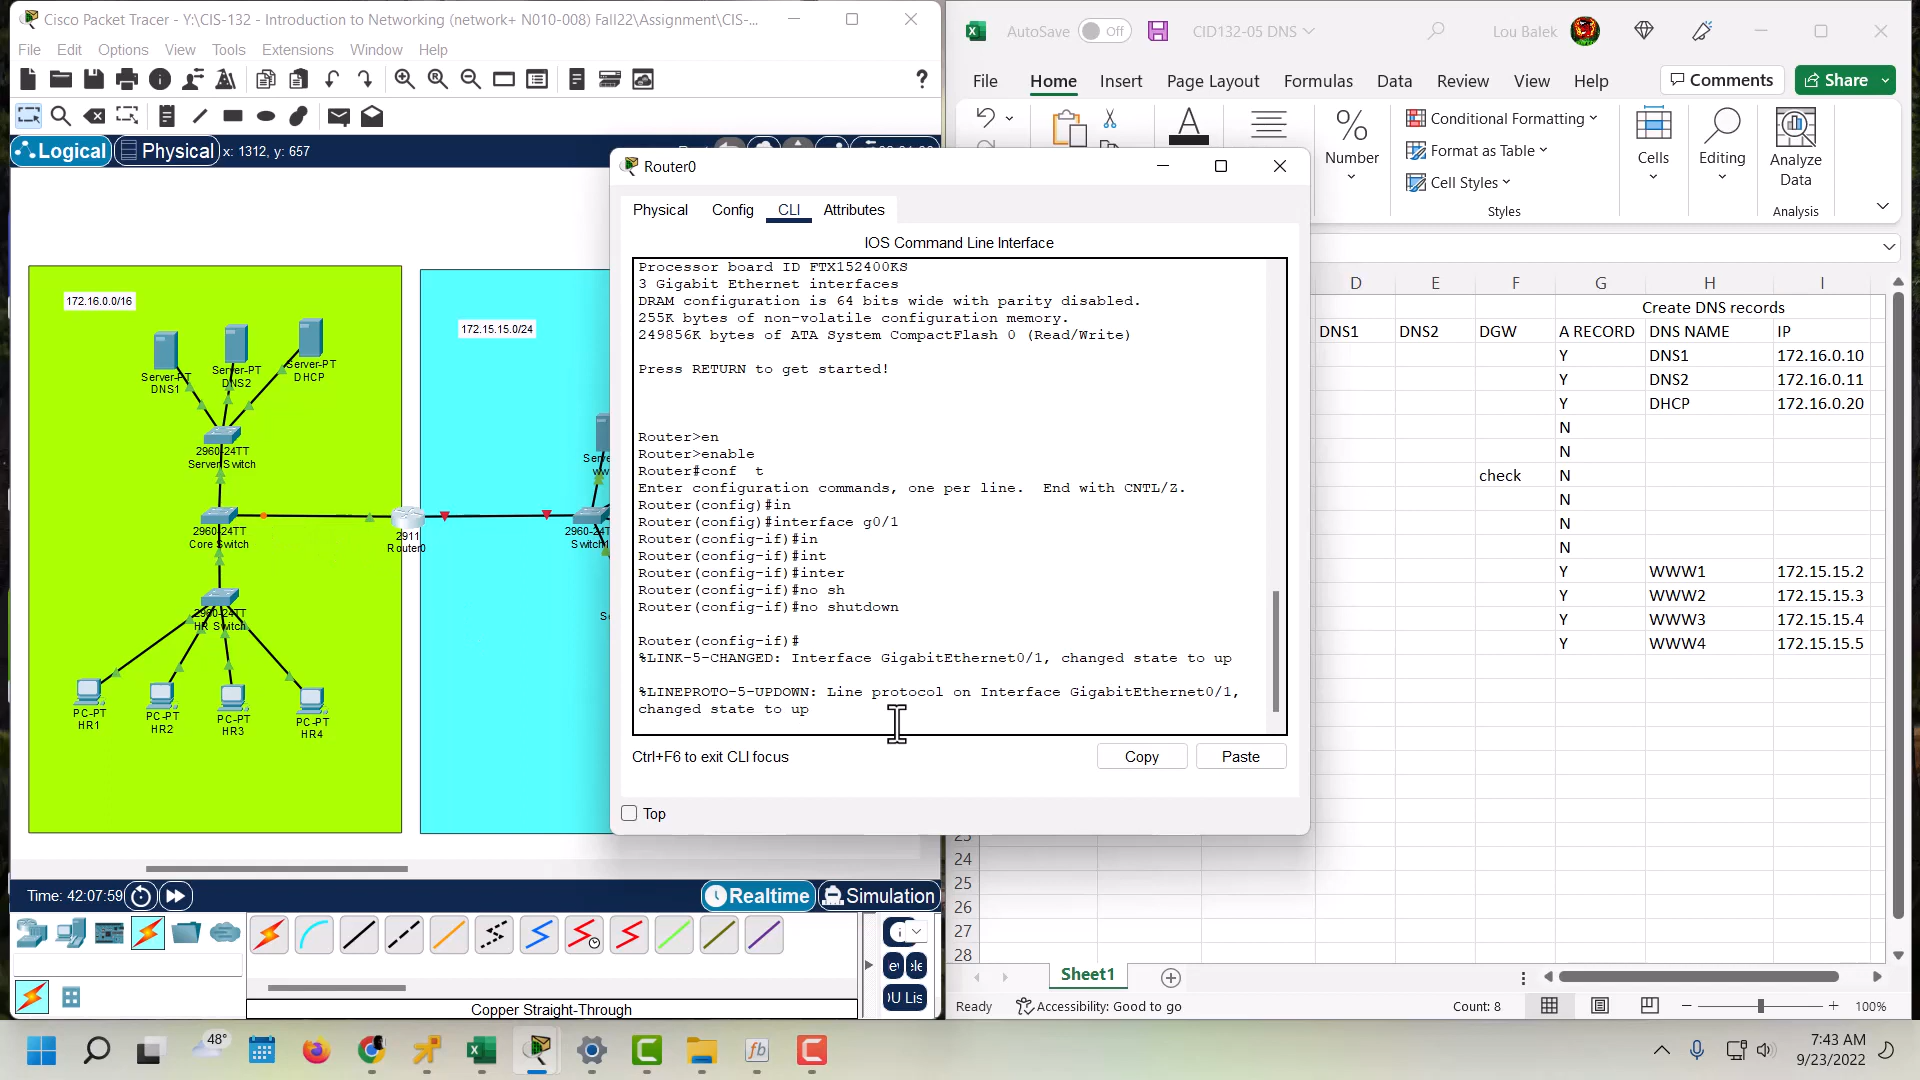 Cisco Packet Tracer - Y:\CIS-132 - Introduction to Networking (network+ N010-008) Fall22\Assignment\CIS-...
File Edit Options View Tools Extensions Window Help
Logical
Physical x: 1312, y: 657
172.16.0.0/16
Server-PT
DNS1
Server-PT
DNS2
Server-PT
DHCP
2960-24TT
Server Switch
2960-24TT
Core Switch
2911
Router0
2960-24TT
HR Switch
PC-PT
HR1
PC-PT
HR2
PC-PT
HR3
PC-PT
HR4
172.15.15.0/24
Time: 42:07:59
Realtime
Simulation
Copper Straight-Through
Router0
Physical Config CLI Attributes
IOS Command Line Interface
Processor board ID FTX152400KS
3 Gigabit Ethernet interfaces
DRAM configuration is 64 bits wide with parity disabled.
255K bytes of non-volatile configuration memory.
249856K bytes of ATA System CompactFlash 0 (Read/Write)
Press RETURN to get started!
Router>en
Router>enable
Router#conf  t
Enter configuration commands, one per line.  End with CNTL/Z.
Router(config)#in
Router(config)#interface g0/1
Router(config-if)#in
Router(config-if)#int
Router(config-if)#inter
Router(config-if)#no sh
Router(config-if)#no shutdown
Router(config-if)#
%LINK-5-CHANGED: Interface GigabitEthernet0/1, changed state to up
%LINEPROTO-5-UPDOWN: Line protocol on Interface GigabitEthernet0/1,
changed state to up
Ctrl+F6 to exit CLI focus
Copy
Paste
Top
AutoSave Off CID132-05 DNS
Lou Balek
File Home Insert Page Layout Formulas Data Review View Help
Comments
Share
Number
Conditional Formatting
Format as Table
Cell Styles
Styles
Cells
Editing
Analyze
Data
Analysis
D E F G H I
Create DNS records
DNS1 DNS2 DGW A RECORD DNS NAME IP
Y DNS1 172.16.0.10
Y DNS2 172.16.0.11
Y DHCP 172.16.0.20
N
N
check N
N
N
N
Y WWW1 172.15.15.2
Y WWW2 172.15.15.3
Y WWW3 172.15.15.4
Y WWW4 172.15.15.5
24
25
26
27
28
Sheet1
Ready Accessibility: Good to go Count: 8 100%
48°
7:43 AM
9/23/2022